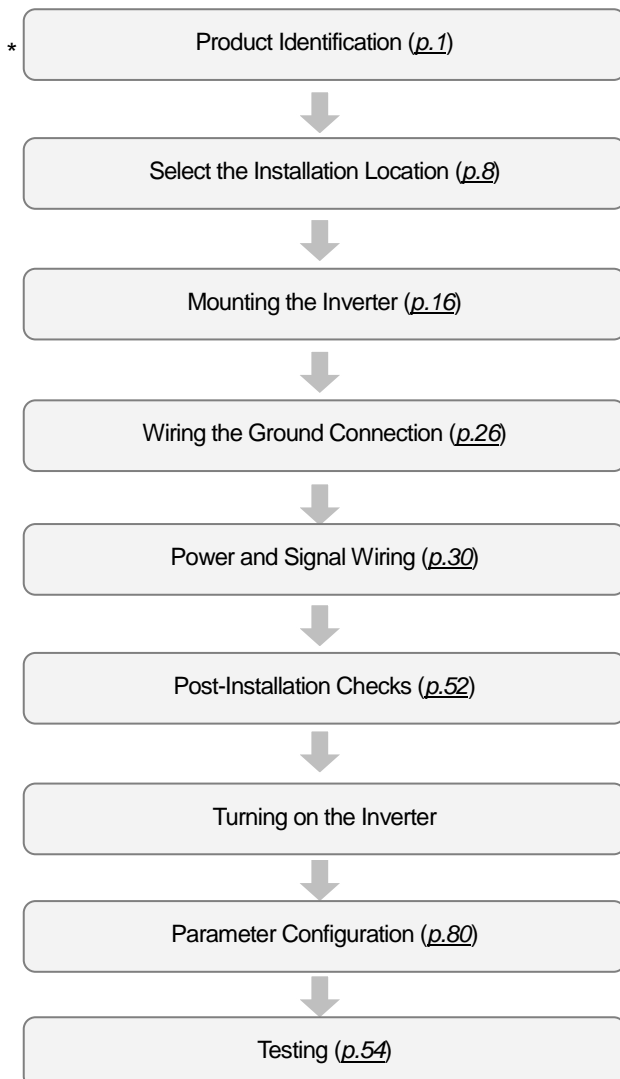 * Product Identification (p.1)
Select the Installation Location (p.8)
Mounting the Inverter (p.16)
Wiring the Ground Connection (p.26)
Power and Signal Wiring (p.30)
Post-Installation Checks (p.52)
Turning on the Inverter
Parameter Configuration (p.80)
Testing (p.54)